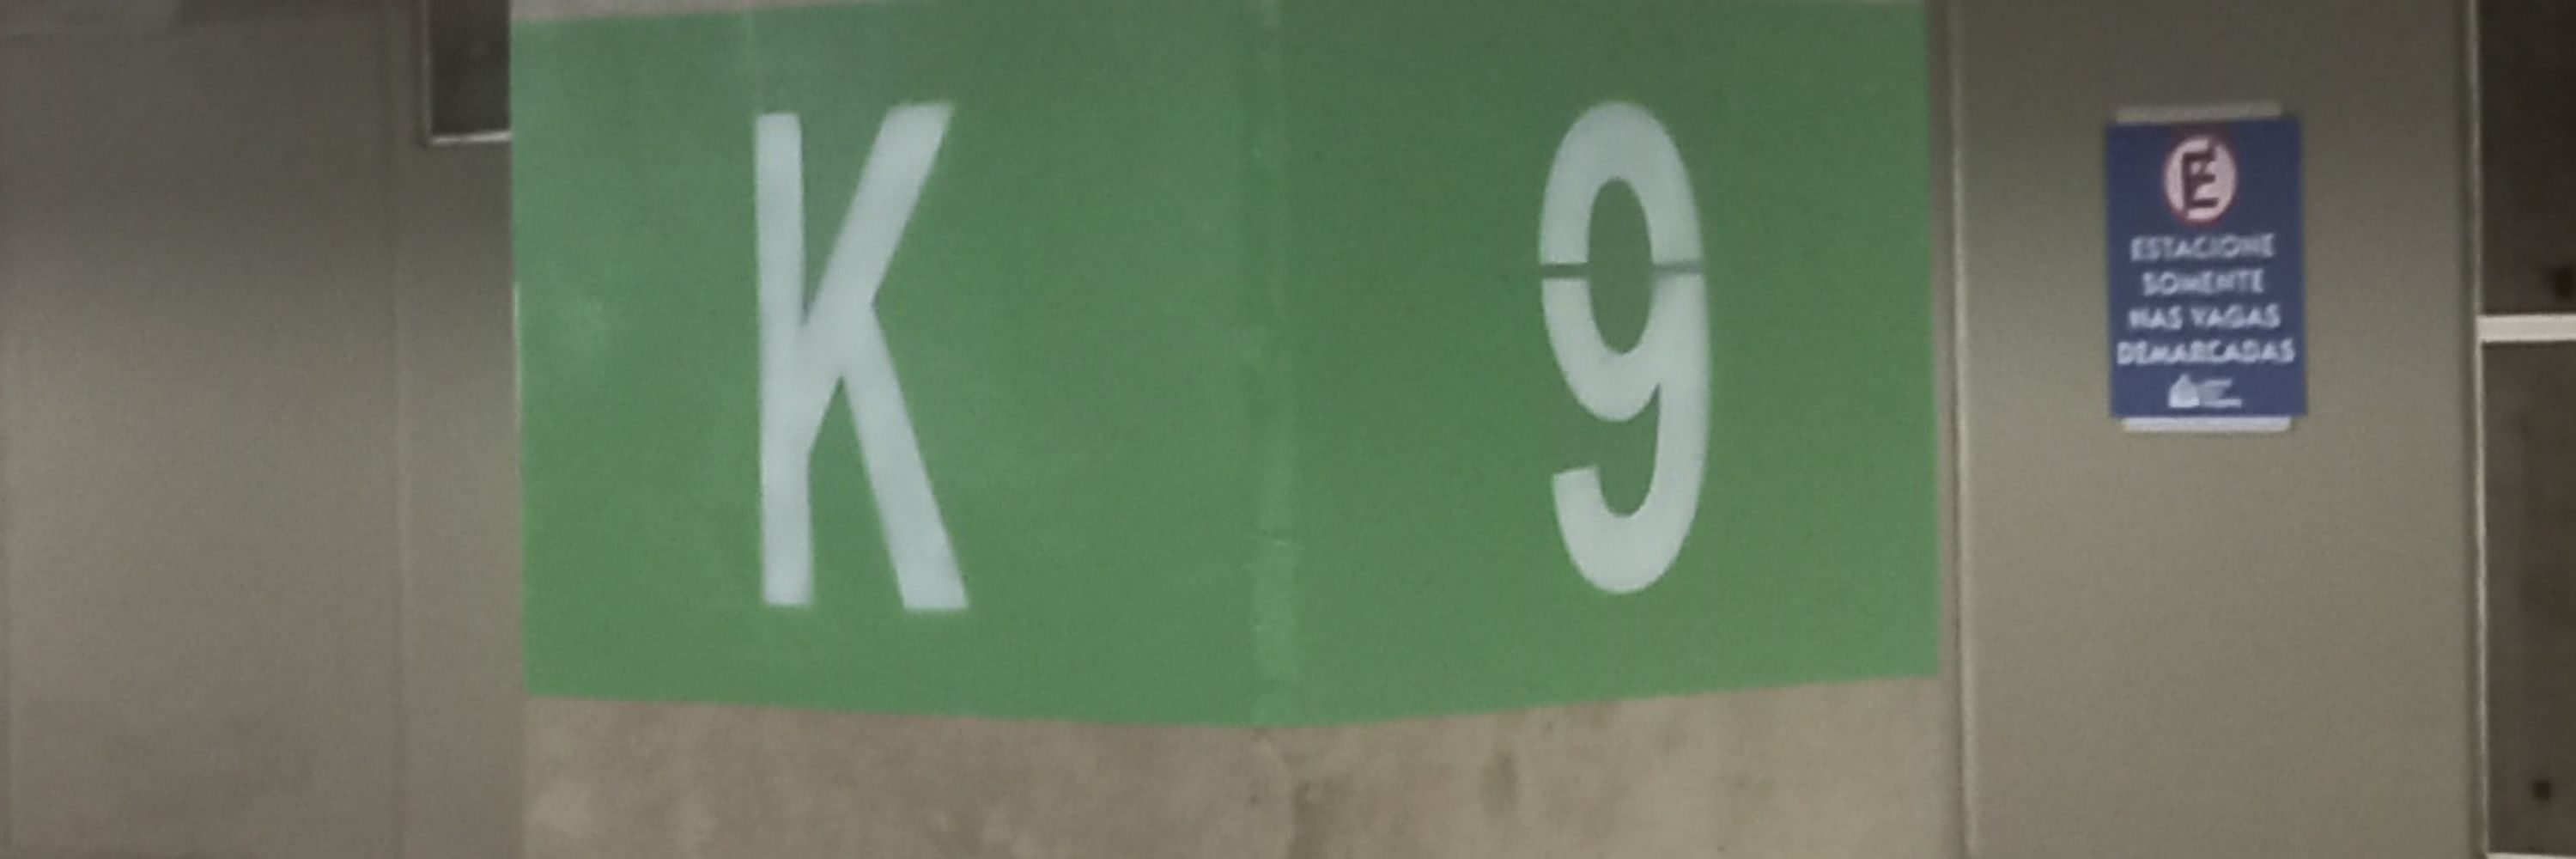 K 9
E
ESTACIONE
SOMENTE
NAS VAGAS
DEMARCADAS